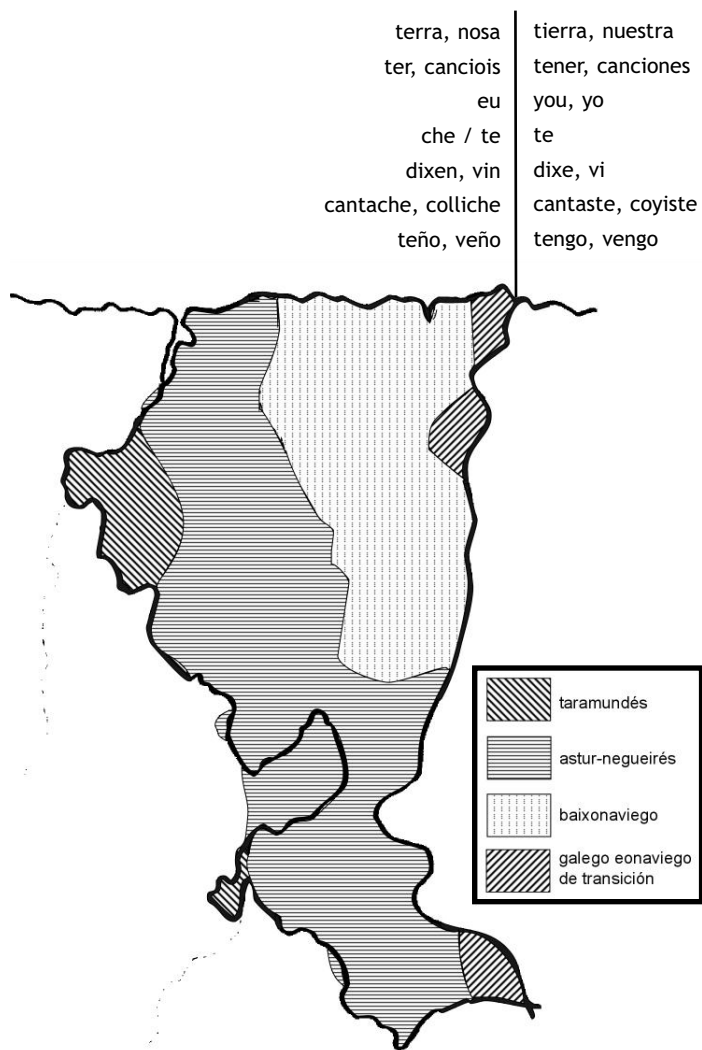 terra, nosa tierra, nuestra
ter, canciois tener, canciones
eu you, yo
che / te te
dixen, vin dixe, vi
cantache, colliche cantaste, coyiste
teño, veño tengo, vengo
taramundés
astur-negueirés
baixonaviego
galego eonaviego
de transición